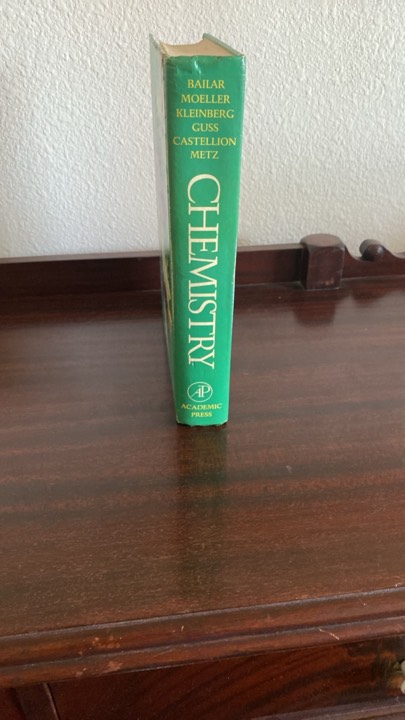 BAILAR
MOELLER
KLEINBERG
GUSS
CASTELLION
METZ
CHEMISTRY
AP
ACADEMIC
PRESS